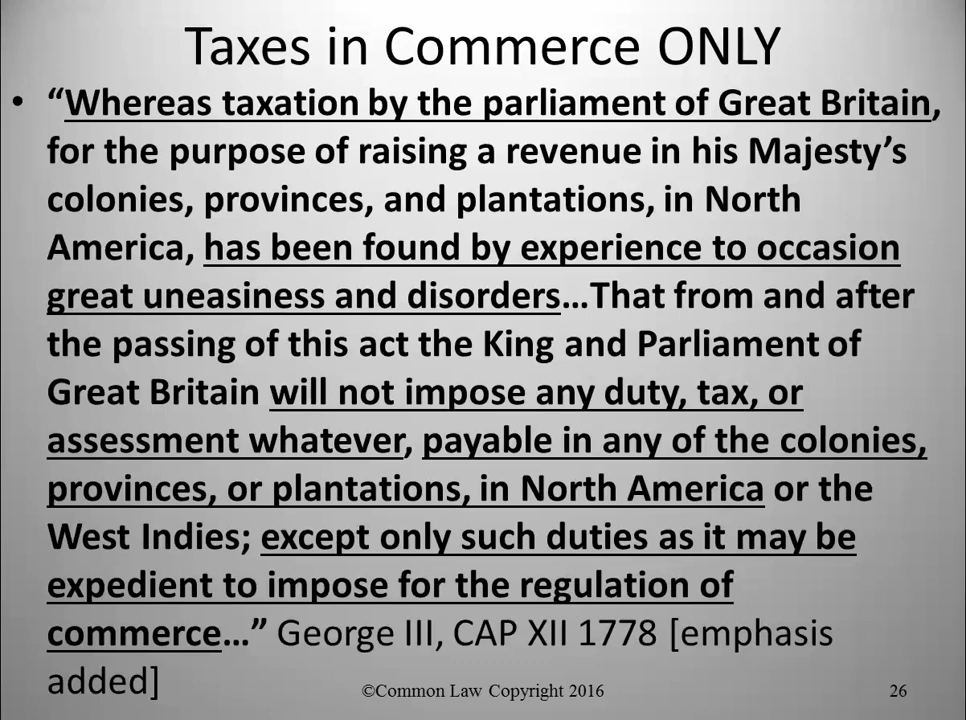 Taxes in Commerce ONLY
• “Whereas taxation by the parliament of Great Britain,
for the purpose of raising a revenue in his Majesty’s
colonies, provinces, and plantations, in North
America, has been found by experience to occasion
great uneasiness and disorders…That from and after
the passing of this act the King and Parliament of
Great Britain will not impose any duty, tax, or
assessment whatever, payable in any of the colonies,
provinces, or plantations, in North America or the
West Indies; except only such duties as it may be
expedient to impose for the regulation of
commerce…” George III, CAP XII 1778 [emphasis
added]
©Common Law Copyright 2016
26